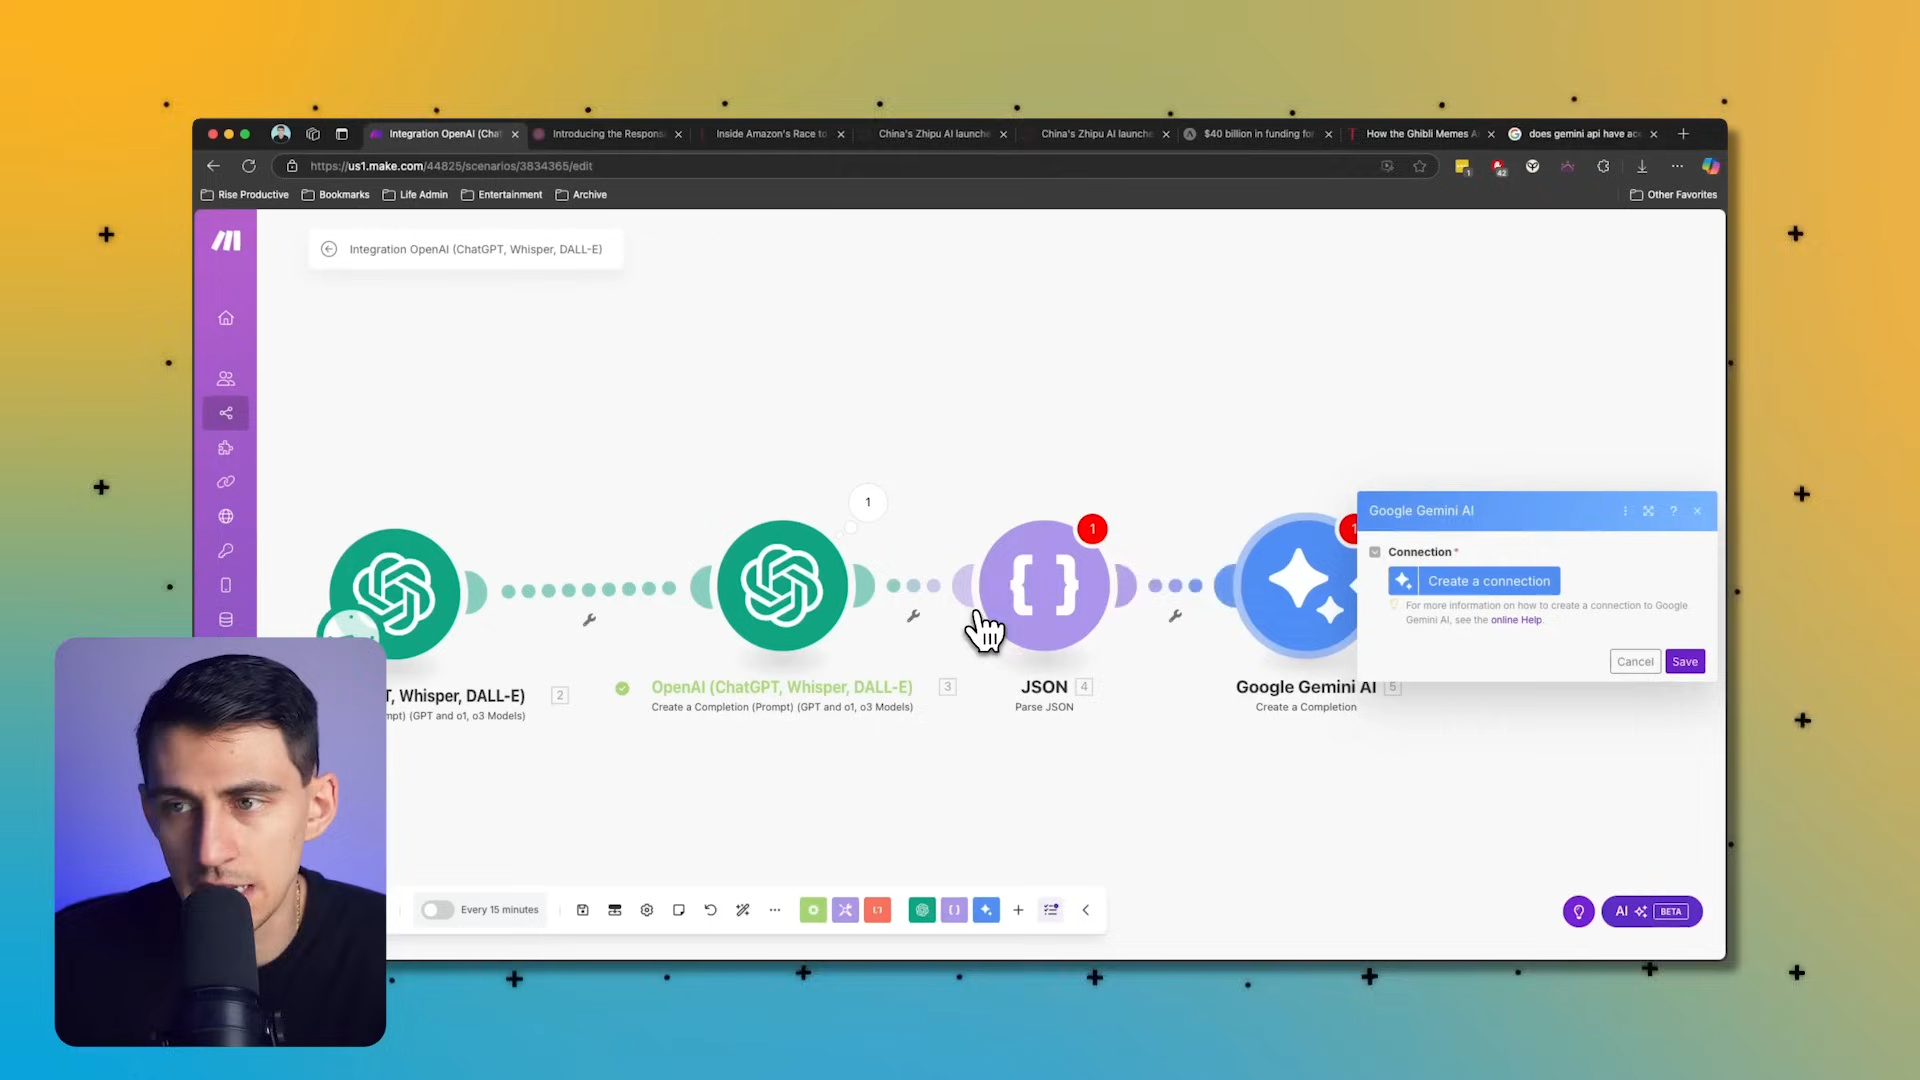 Integration OpenAI (Cha
Introducing the Respons
Inside Amazon's Race to
China's Zhipu AI launche
China's Zhipu AI launche
$40 billion in funding for
How the Ghibli Memes A
does gemini api have ac
https://us1.make.com/44825/scenarios/3834365/edit
1
42
Rise Productive
Bookmarks
Life Admin
Entertainment
Archive
Other Favorites
Integration OpenAI (ChatGPT, Whisper, DALL-E)
1
1
1
Google Gemini AI
Connection *
Create a connection
For more information on how to create a connection to Google
Gemini AI, see the online Help.
Cancel
Save
T, Whisper, DALL-E)
2
mpt) (GPT and o1, o3 Models)
OpenAI (ChatGPT, Whisper, DALL-E)
3
Create a Completion (Prompt) (GPT and o1, o3 Models)
JSON
4
Parse JSON
Google Gemini AI
5
Create a Completion
Every 15 minutes
AI
BETA